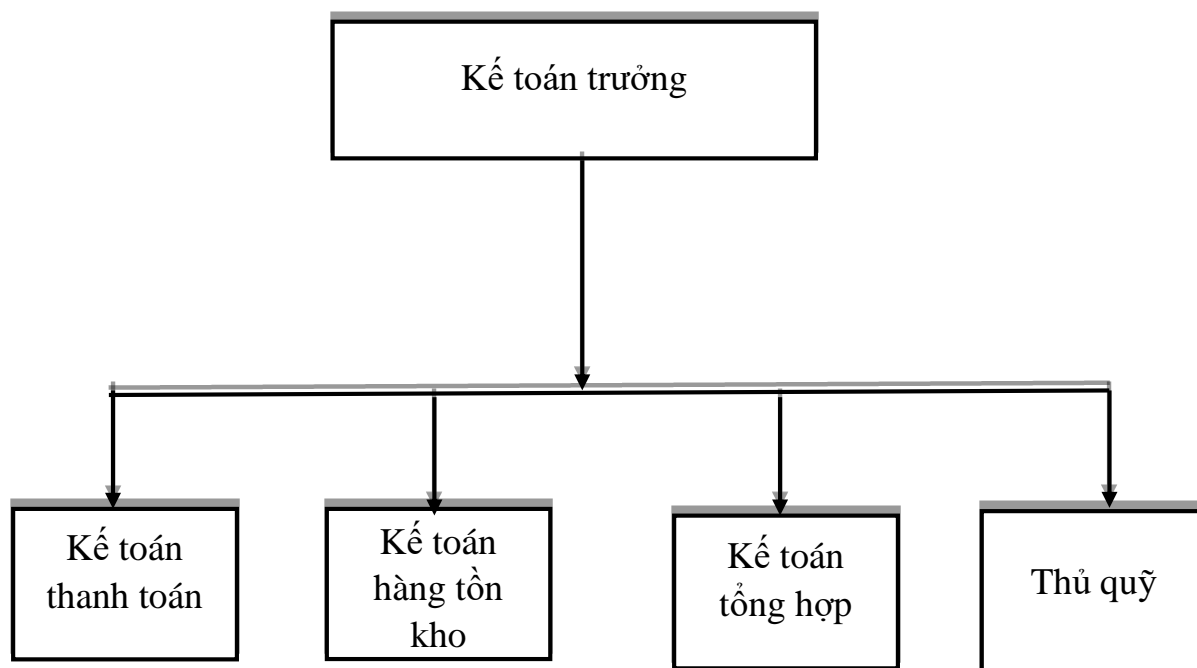 Kế toán trưởng
Kế toán
thanh toán
Kế toán
hàng tồn
kho
Kế toán
tổng hợp
Thủ quỹ